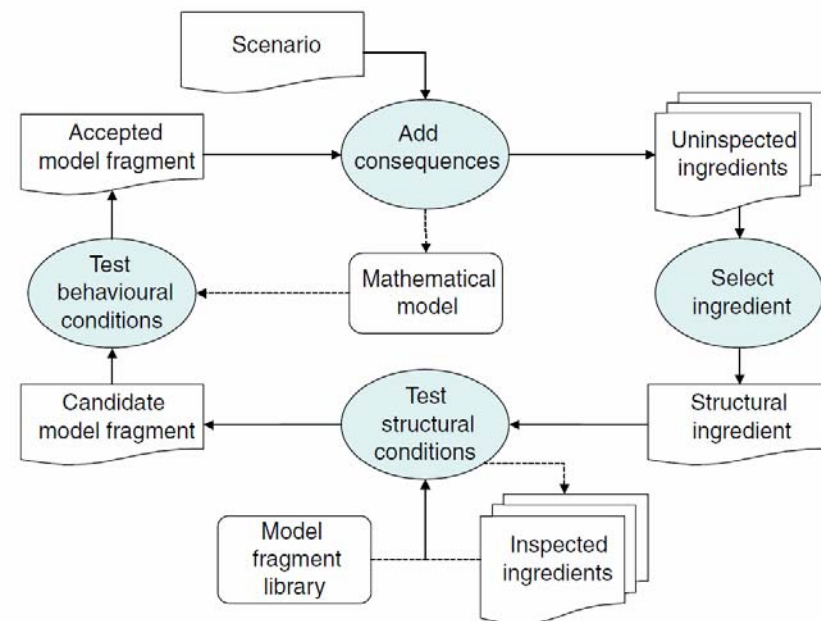 Scenario
Accepted
model fragment
Add
consequences
Uninspected
ingredients
Test
behavioural
conditions
Mathematical
model
Select
ingredient
Candidate
model fragment
Test
structural
conditions
Structural
ingredient
Model
fragment
library
Inspected
ingredients